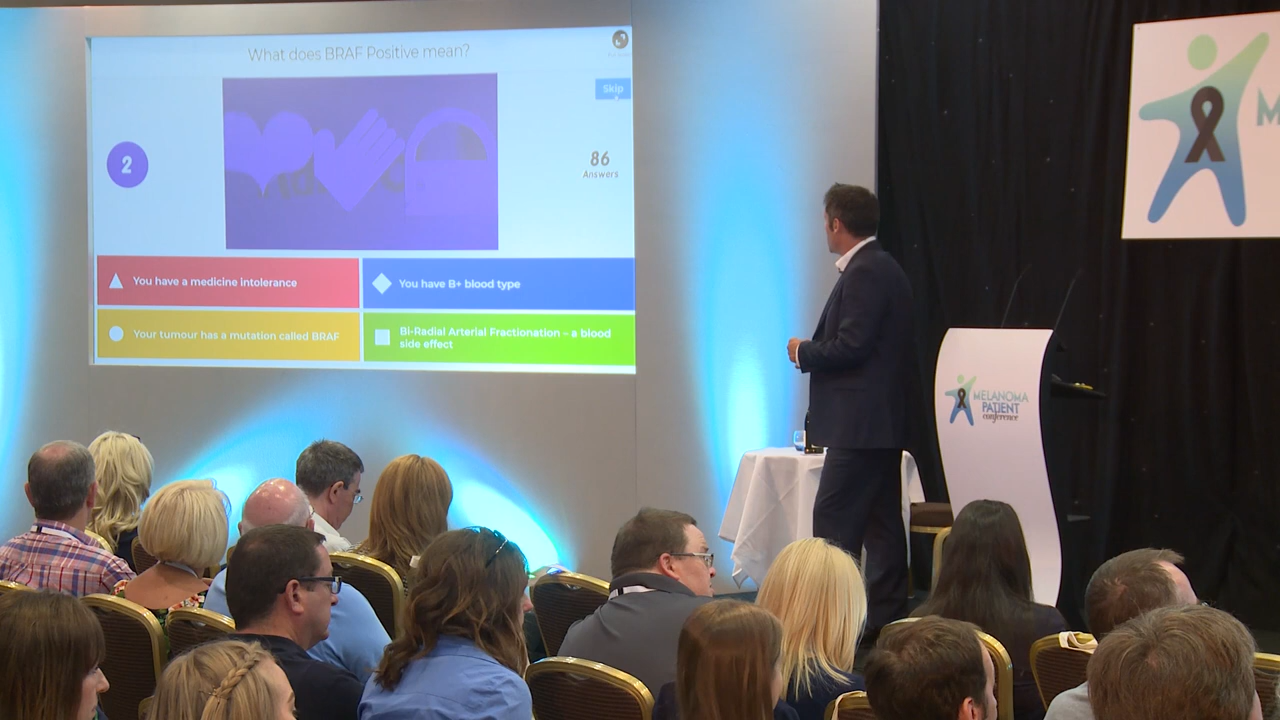 What does BRAF Positive mean?
Skip
2
86
Answers
You have a medicine intolerance
You have B+ blood type
Your tumour has a mutation called BRAF
Bi-Radial Arterial Fractionation – a blood
side effect
M
MELANOMA
PATIENT
conference